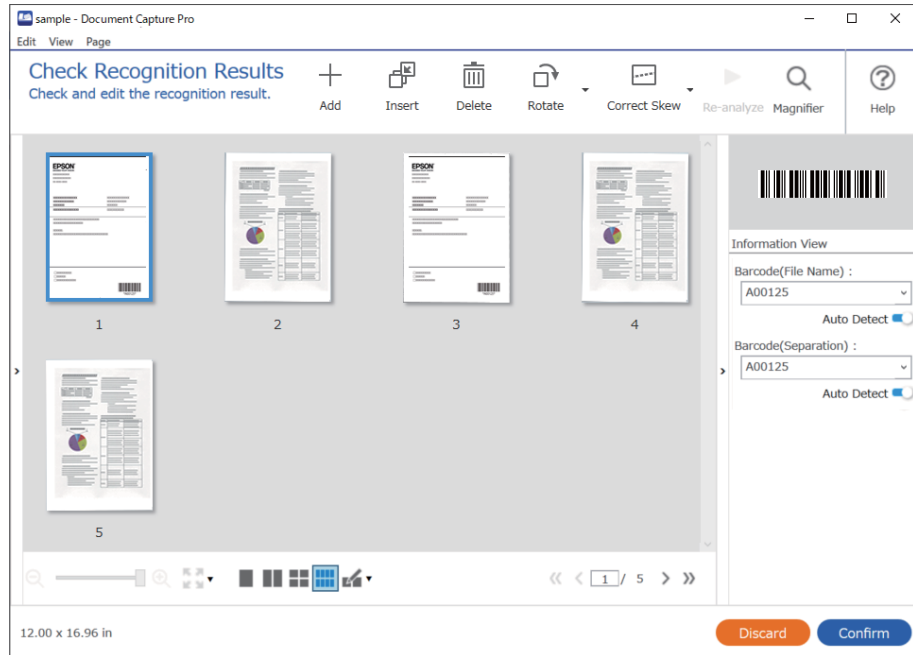 sample - Document Capture Pro
Edit View Page
Check Recognition Results
Check and edit the recognition result.
Add
Insert
Delete
Rotate
Correct Skew
Re-analyze
Magnifier
Help
EPSON
1
2
EPSON
3
4
5
Information View
Barcode(File Name) :
A00125
Auto Detect
Barcode(Separation) :
A00125
Auto Detect
1 / 5
12.00 x 16.96 in
Discard
Confirm